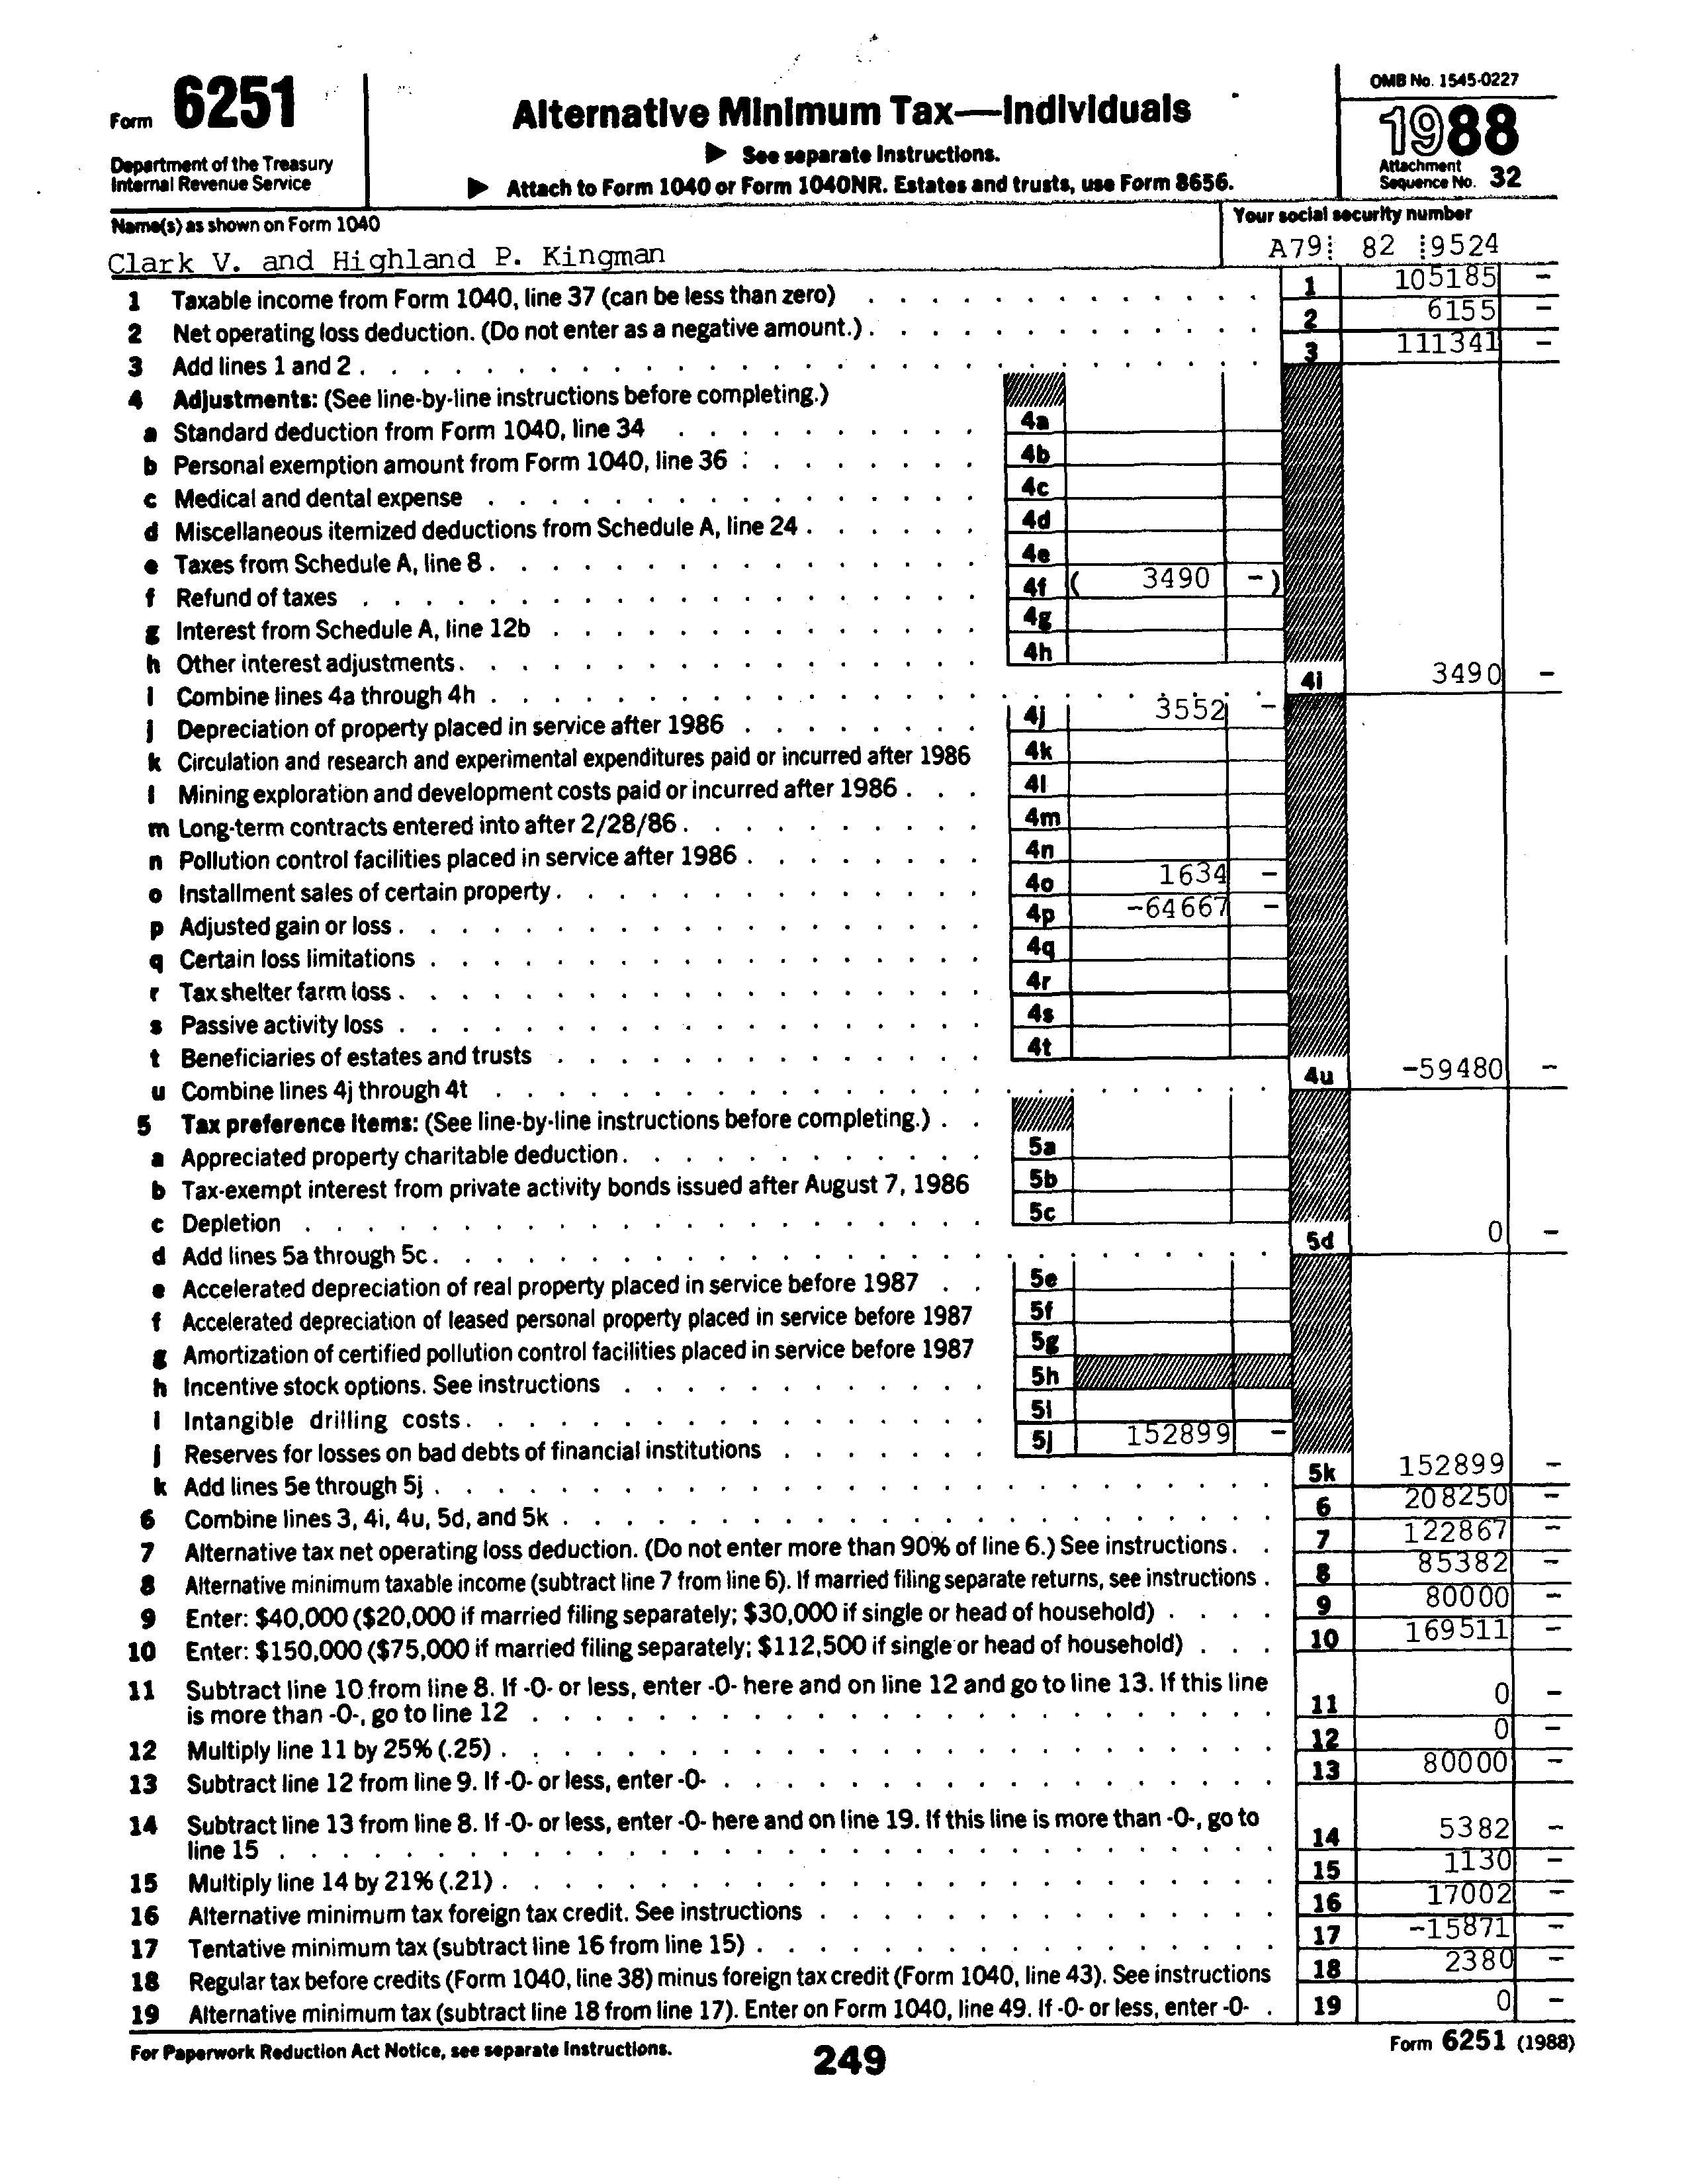 Form 6251
Department of the Treasury
Internal Revenue Service
Alternative Minimum Tax—Individuals
▶ See separate Instructions.
▶ Attach to Form 1040 or Form 1040NR. Estates and trusts, use Form 8656.
OMB No. 1545-0227
1988
Attachment
Sequence No. 32
Name(s) as shown on Form 1040
Your social security number
Clark V. and Highland P. Kingman A79 82 9524
1 Taxable income from Form 1040, line 37 (can be less than zero) 1 105185 –
2 Net operating loss deduction. (Do not enter as a negative amount.) 2 6155 –
3 Add lines 1 and 2 3 111341 –
4 Adjustments: (See line-by-line instructions before completing.)
a Standard deduction from Form 1040, line 34 4a
b Personal exemption amount from Form 1040, line 36 4b
c Medical and dental expense 4c
d Miscellaneous itemized deductions from Schedule A, line 24 4d
e Taxes from Schedule A, line 8 4e
f Refund of taxes 4f ( 3490 – )
g Interest from Schedule A, line 12b 4g
h Other interest adjustments 4h
i Combine lines 4a through 4h 4i 3490 –
j Depreciation of property placed in service after 1986 4j 3552 –
k Circulation and research and experimental expenditures paid or incurred after 1986 4k
l Mining exploration and development costs paid or incurred after 1986 4l
m Long-term contracts entered into after 2/28/86 4m
n Pollution control facilities placed in service after 1986 4n
o Installment sales of certain property 4o 1634 –
p Adjusted gain or loss 4p -64667 –
q Certain loss limitations 4q
r Tax shelter farm loss 4r
s Passive activity loss 4s
t Beneficiaries of estates and trusts 4t
u Combine lines 4j through 4t 4u -59480 –
5 Tax preference items: (See line-by-line instructions before completing.)
a Appreciated property charitable deduction 5a
b Tax-exempt interest from private activity bonds issued after August 7, 1986 5b
c Depletion 5c
d Add lines 5a through 5c 5d 0 –
e Accelerated depreciation of real property placed in service before 1987 5e
f Accelerated depreciation of leased personal property placed in service before 1987 5f
g Amortization of certified pollution control facilities placed in service before 1987 5g
h Incentive stock options. See instructions 5h
i Intangible drilling costs 5i
j Reserves for losses on bad debts of financial institutions 5j 152899 –
k Add lines 5e through 5j 5k 152899 –
6 Combine lines 3, 4i, 4u, 5d, and 5k 6 208250 –
7 Alternative tax net operating loss deduction. (Do not enter more than 90% of line 6.) See instructions 7 122867 –
8 Alternative minimum taxable income (subtract line 7 from line 6). If married filing separate returns, see instructions 8 85382 –
9 Enter: $40,000 ($20,000 if married filing separately; $30,000 if single or head of household) 9 80000 –
10 Enter: $150,000 ($75,000 if married filing separately; $112,500 if single or head of household) 10 169511 –
11 Subtract line 10 from line 8. If -0- or less, enter -0- here and on line 12 and go to line 13. If this line
is more than -0-, go to line 12 11 0 –
12 Multiply line 11 by 25% (.25) 12 0 –
13 Subtract line 12 from line 9. If -0- or less, enter -0- 13 80000 –
14 Subtract line 13 from line 8. If -0- or less, enter -0- here and on line 19. If this line is more than -0-, go to
line 15 14 5382 –
15 Multiply line 14 by 21% (.21) 15 1130 –
16 Alternative minimum tax foreign tax credit. See instructions 16 17002 –
17 Tentative minimum tax (subtract line 16 from line 15) 17 -15871 –
18 Regular tax before credits (Form 1040, line 38) minus foreign tax credit (Form 1040, line 43). See instructions 18 2380 –
19 Alternative minimum tax (subtract line 18 from line 17). Enter on Form 1040, line 49. If -0- or less, enter -0- 19 0 –
For Paperwork Reduction Act Notice, see separate Instructions.
249
Form 6251 (1988)